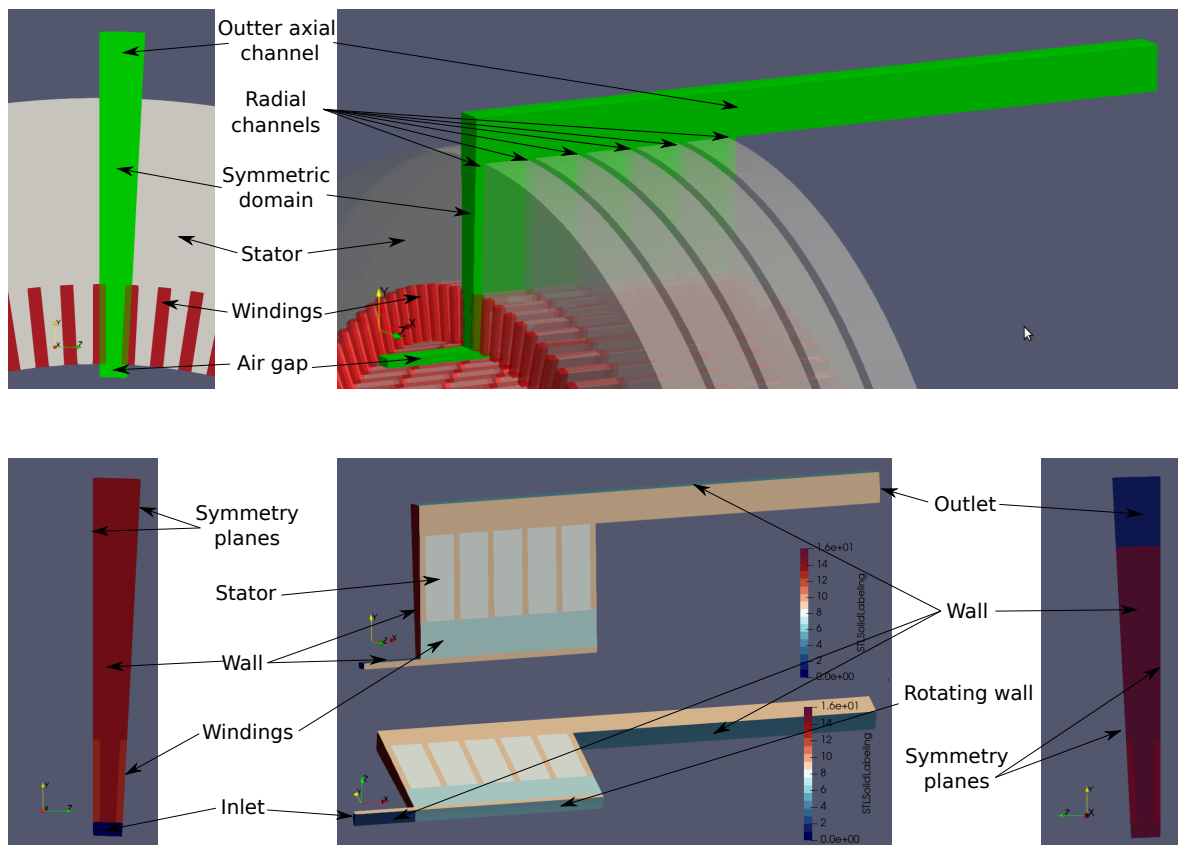 Outter axial
channel
Radial
channels
Symmetric
domain
Stator
Windings
Air gap
Y
X
Z
Y
Z
X
Symmetry
planes
Stator
Wall
Windings
Inlet
Outlet
Wall
Rotating wall
Symmetry
planes
1.6e+01
14
12
10
8
6
4
2
0.0e+00
STLSolidLabeling
1.6e+01
14
12
10
8
6
4
2
0.0e+00
STLSolidLabeling
Y
X
Z
Y
Z
X
Z
Y
X
Y
Z
X